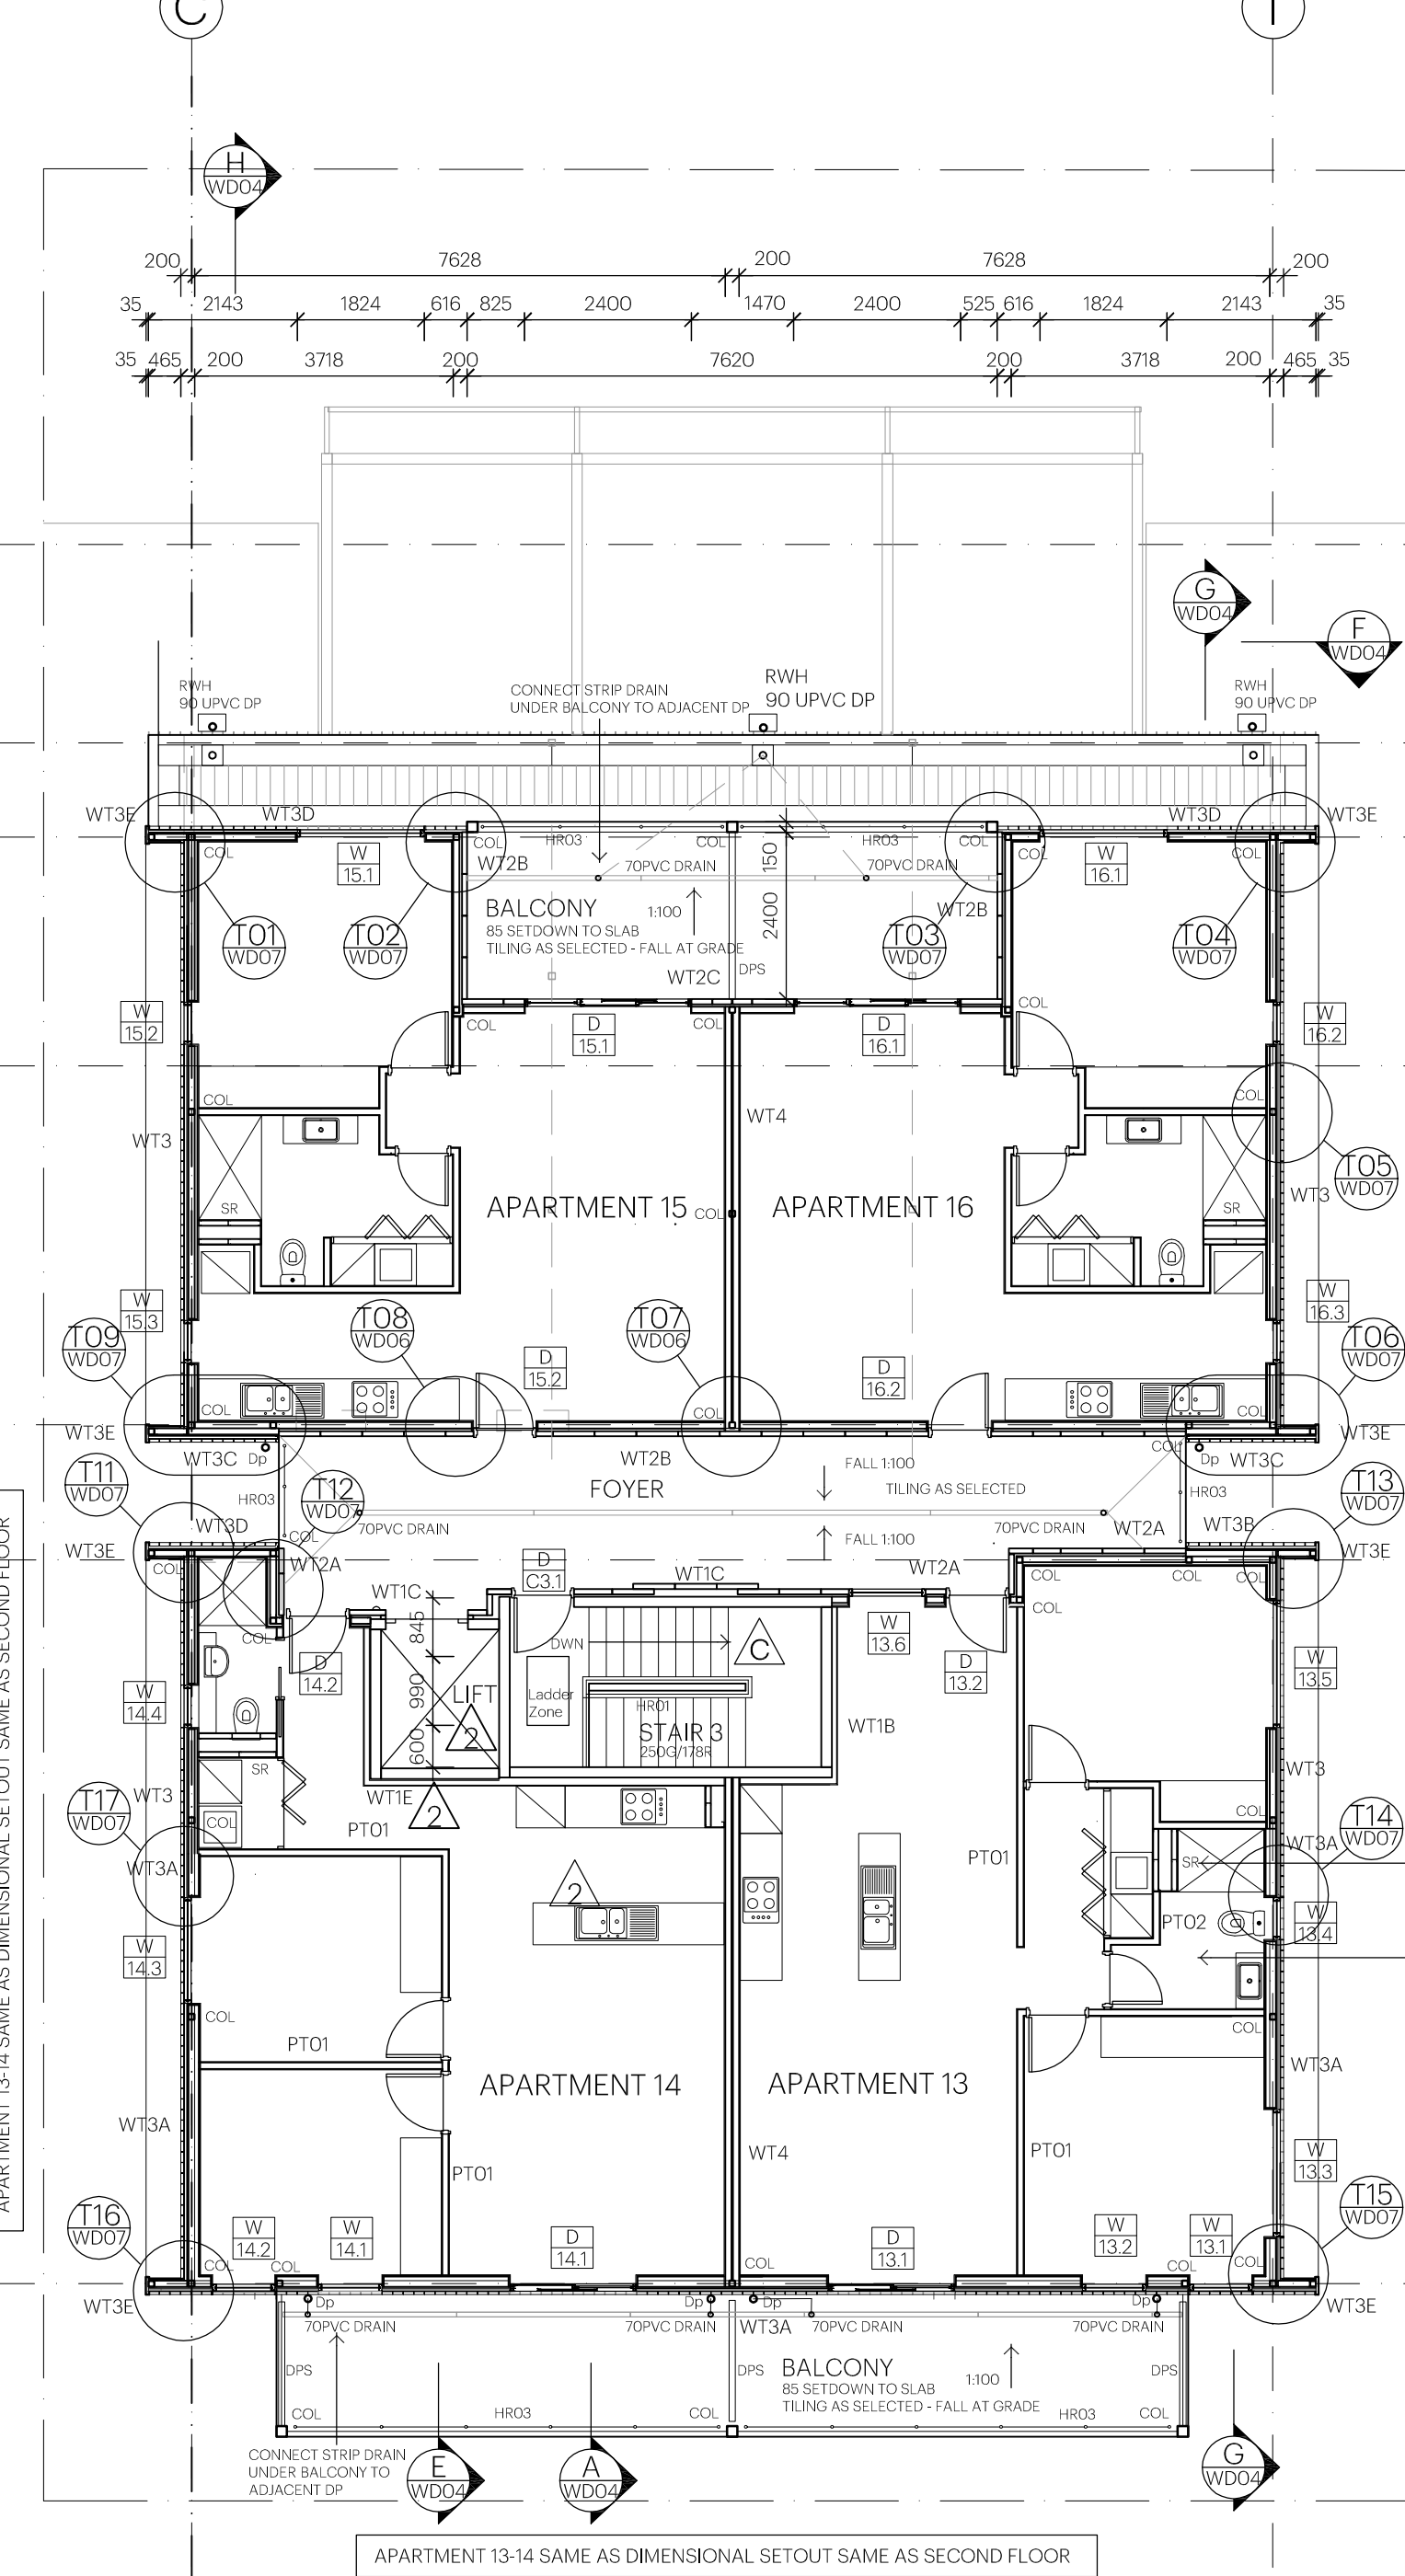 C
I
H
WD04
200 7628 200 7628 200
35 2143 1824 616 825 2400 1470 2400 525 616 1824 2143 35
35 465 200 3718 200 7620 200 3718 200 465 35
G
WD04
F
WD04
RWH
90 UPVC DP
CONNECT STRIP DRAIN
UNDER BALCONY TO ADJACENT DP
RWH
90 UPVC DP
RWH
90 UPVC DP
WT3E
WT3D
WT3D
WT3E
COL
COL
HR03
COL
HR03
COL
COL
COL
W
15.1
WT2B
70PVC DRAIN
150
70PVC DRAIN
W
16.1
BALCONY
85 SETDOWN TO SLAB
TILING AS SELECTED - FALL AT GRADE
1:100
2400
WT2B
T01
WD07
T02
WD07
T03
WD07
T04
WD07
WT2C
DPS
W
15.2
COL
D
15.1
COL
D
16.1
COL
W
16.2
COL
COL
WT3
WT4
T05
WD07
WT3
SR
SR
APARTMENT 15
COL
APARTMENT 16
W
15.3
W
16.3
T09
WD07
T08
WD06
T07
WD06
T06
WD07
D
15.2
D
16.2
COL
COL
COL
WT3E
WT3C
Dp
WT2B
COL
Dp
WT3C
WT3E
T11
WD07
FOYER
FALL 1:100
TILING AS SELECTED
T13
WD07
HR03
T12
WD07
HR03
WT3D
COL
70PVC DRAIN
FALL 1:100
70PVC DRAIN
WT2A
WT3B
WT3E
COL
WT2A
WT1C
D
C3.1
WT1C
WT2A
COL
COL
COL
WT3E
COL
COL
D
14.2
845
990
600
LIFT
2
DWN
C
Ladder
Zone
HR01
STAIR 3
250G/178R
W
13.6
D
13.2
W
13.5
W
14.4
WT1B
SR
WT3
WT1E
2
WT3
T17
WD07
COL
PT01
COL
T14
WD07
WT3A
PT01
SR
WT3A
2
PT02
W
13.4
W
14.3
COL
PT01
COL
WT3A
APARTMENT 14
APARTMENT 13
WT3A
WT4
PT01
W
13.3
PT01
T16
WD07
W
14.2
W
14.1
D
14.1
D
13.1
W
13.2
W
13.1
T15
WD07
COL
COL
COL
COL
COL
WT3E
Dp
Dp
Dp
Dp
WT3E
70PVC DRAIN
70PVC DRAIN
WT3A
70PVC DRAIN
70PVC DRAIN
DPS
DPS
BALCONY
85 SETDOWN TO SLAB
TILING AS SELECTED - FALL AT GRADE
1:100
DPS
COL
HR03
COL
HR03
COL
CONNECT STRIP DRAIN
UNDER BALCONY TO
ADJACENT DP
E
WD04
A
WD04
G
WD04
APARTMENT 13-14 SAME AS DIMENSIONAL SETOUT SAME AS SECOND FLOOR
APARTMENT 13-14 SAME AS DIMENSIONAL SETOUT SAME AS SECOND FLOOR